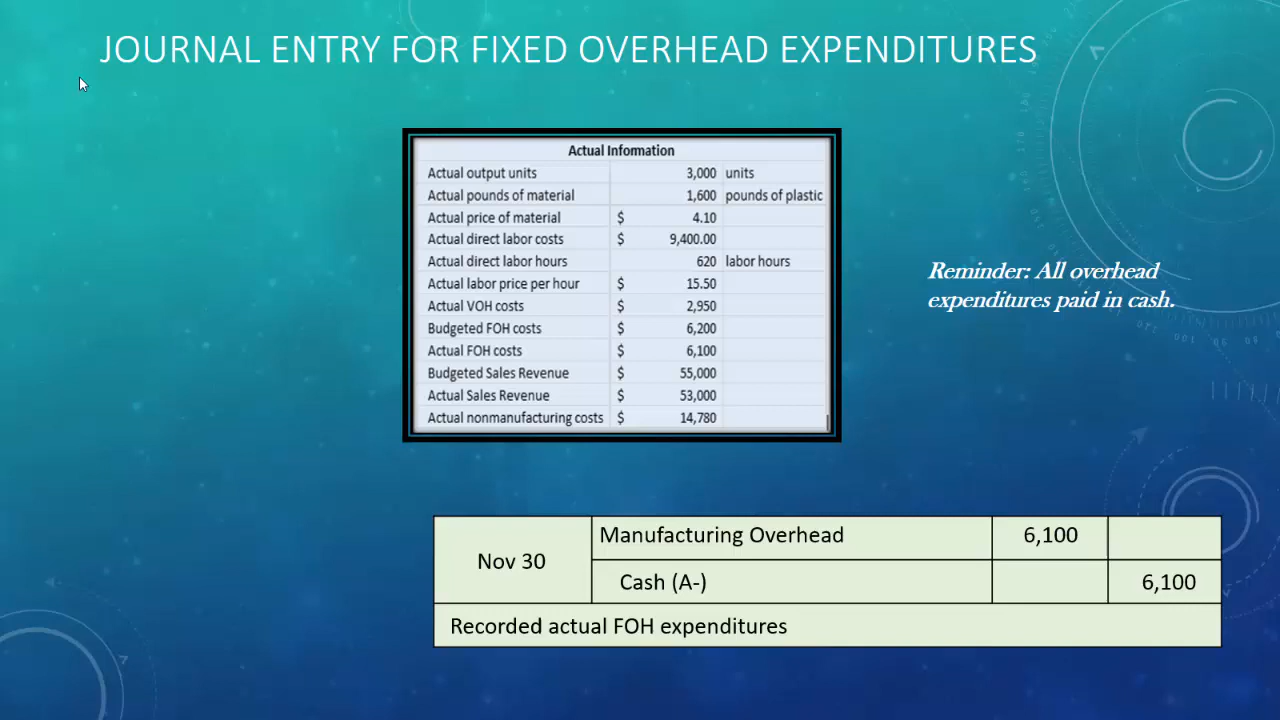 JOURNAL ENTRY FOR FIXED OVERHEAD EXPENDITURES
Actual Information
Actual output units 3,000 units
Actual pounds of material 1,600 pounds of plastic
Actual price of material $ 4.10
Actual direct labor costs $ 9,400.00
Actual direct labor hours 620 labor hours
Actual labor price per hour $ 15.50
Actual VOH costs $ 2,950
Budgeted FOH costs $ 6,200
Actual FOH costs $ 6,100
Budgeted Sales Revenue $ 55,000
Actual Sales Revenue $ 53,000
Actual nonmanufacturing costs $ 14,780
Reminder: All overhead
expenditures paid in cash.
Nov 30
Manufacturing Overhead 6,100
Cash (A-) 6,100
Recorded actual FOH expenditures